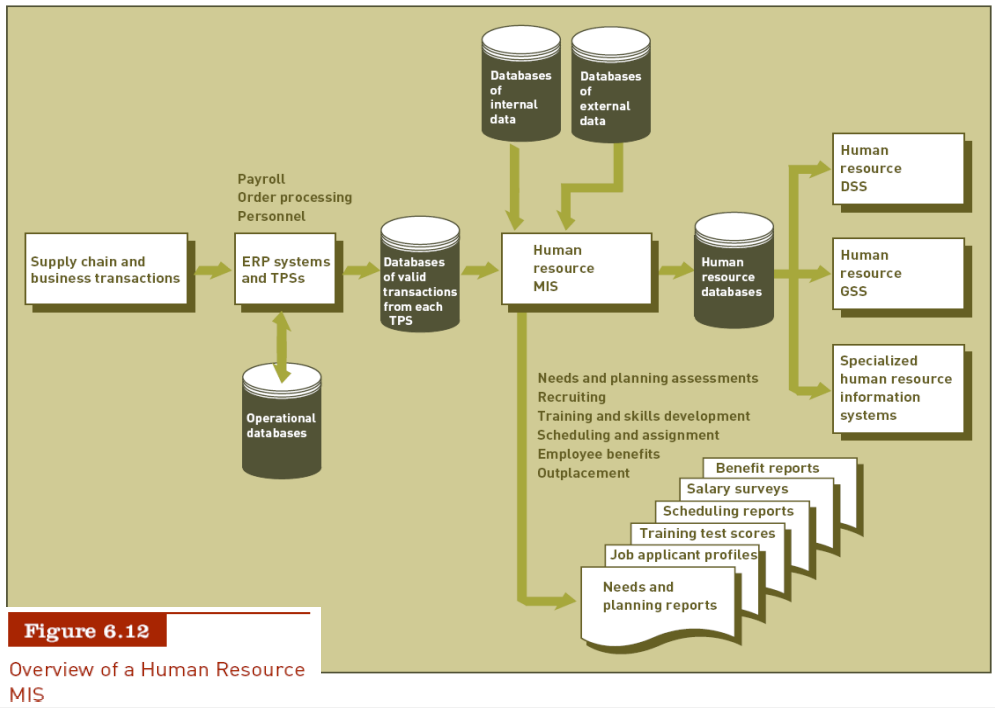 Databases
of
internal
data
Databases
of
external
data
Payroll
Order processing
Personnel
Supply chain and
business transactions
ERP systems
and TPSs
Databases
of valid
transactions
from each
TPS
Operational
databases
Human
resource
MIS
Human
resource
databases
Human
resource
DSS
Human
resource
GSS
Specialized
human resource
information
systems
Needs and planning assessments
Recruiting
Training and skills development
Scheduling and assignment
Employee benefits
Outplacement
Benefit reports
Salary surveys
Scheduling reports
Training test scores
Job applicant profiles
Needs and
planning reports
Figure 6.12
Overview of a Human Resource
MIS